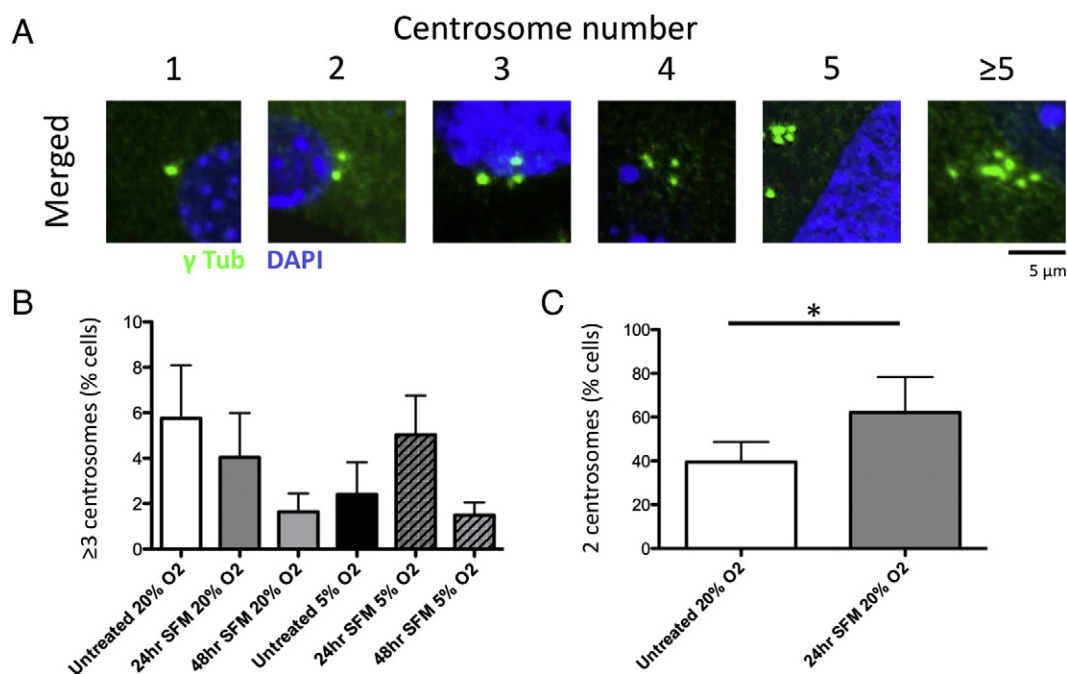 A
Centrosome number
1 2 3 4 5 ≥5
Merged
γ Tub DAPI
5 μm
B
≥3 centrosomes (% cells)
10
8
6
4
2
0
Untreated 20% O2
24hr SFM 20% O2
48hr SFM 20% O2
Untreated 5% O2
24hr SFM 5% O2
48hr SFM 5% O2
C
*
2 centrosomes (% cells)
100
80
60
40
20
0
Untreated 20% O2
24hr SFM 20% O2